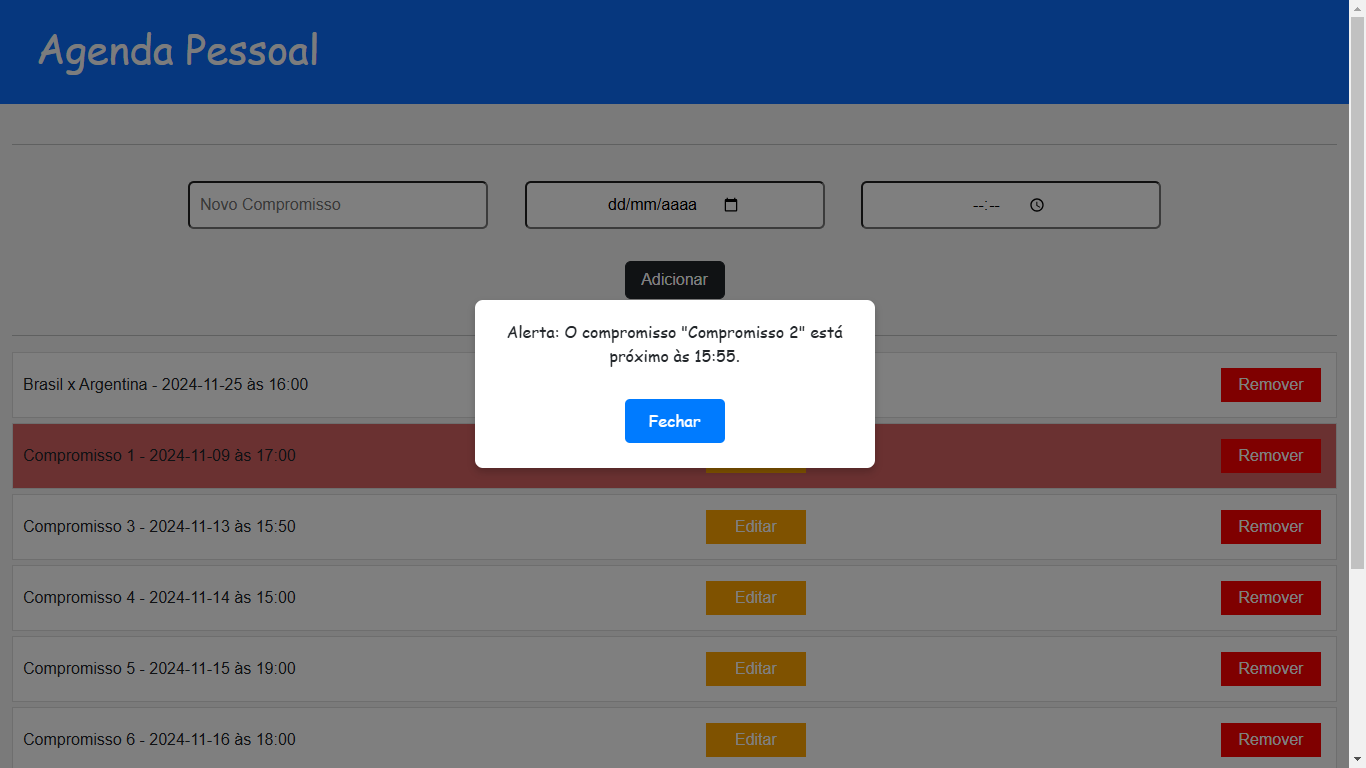 Agenda Pessoal
Novo Compromisso
dd/mm/aaaa
--:--
Adicionar
Alerta: O compromisso "Compromisso 2" está
próximo às 15:55.
Fechar
Brasil x Argentina - 2024-11-25 às 16:00
Remover
Compromisso 1 - 2024-11-09 às 17:00
Remover
Compromisso 3 - 2024-11-13 às 15:50
Editar
Remover
Compromisso 4 - 2024-11-14 às 15:00
Editar
Remover
Compromisso 5 - 2024-11-15 às 19:00
Editar
Remover
Compromisso 6 - 2024-11-16 às 18:00
Editar
Remover